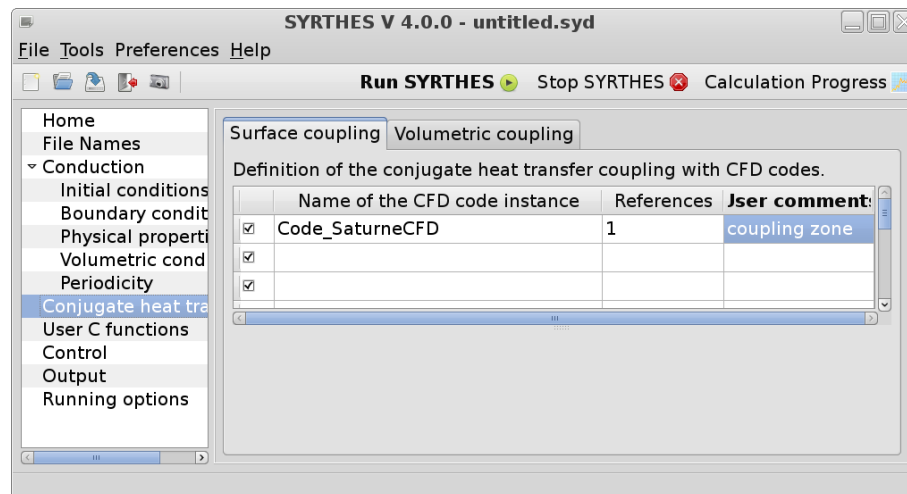 SYRTHES V 4.0.0 - untitled.syd
File Tools Preferences Help
Run SYRTHES Stop SYRTHES Calculation Progress
Home
File Names
Conduction
Initial conditions
Boundary condit
Physical properti
Volumetric cond
Periodicity
Conjugate heat tra
User C functions
Control
Output
Running options
Surface coupling Volumetric coupling
Definition of the conjugate heat transfer coupling with CFD codes.
Name of the CFD code instance References Jser comment:
Code_SaturneCFD 1 coupling zone